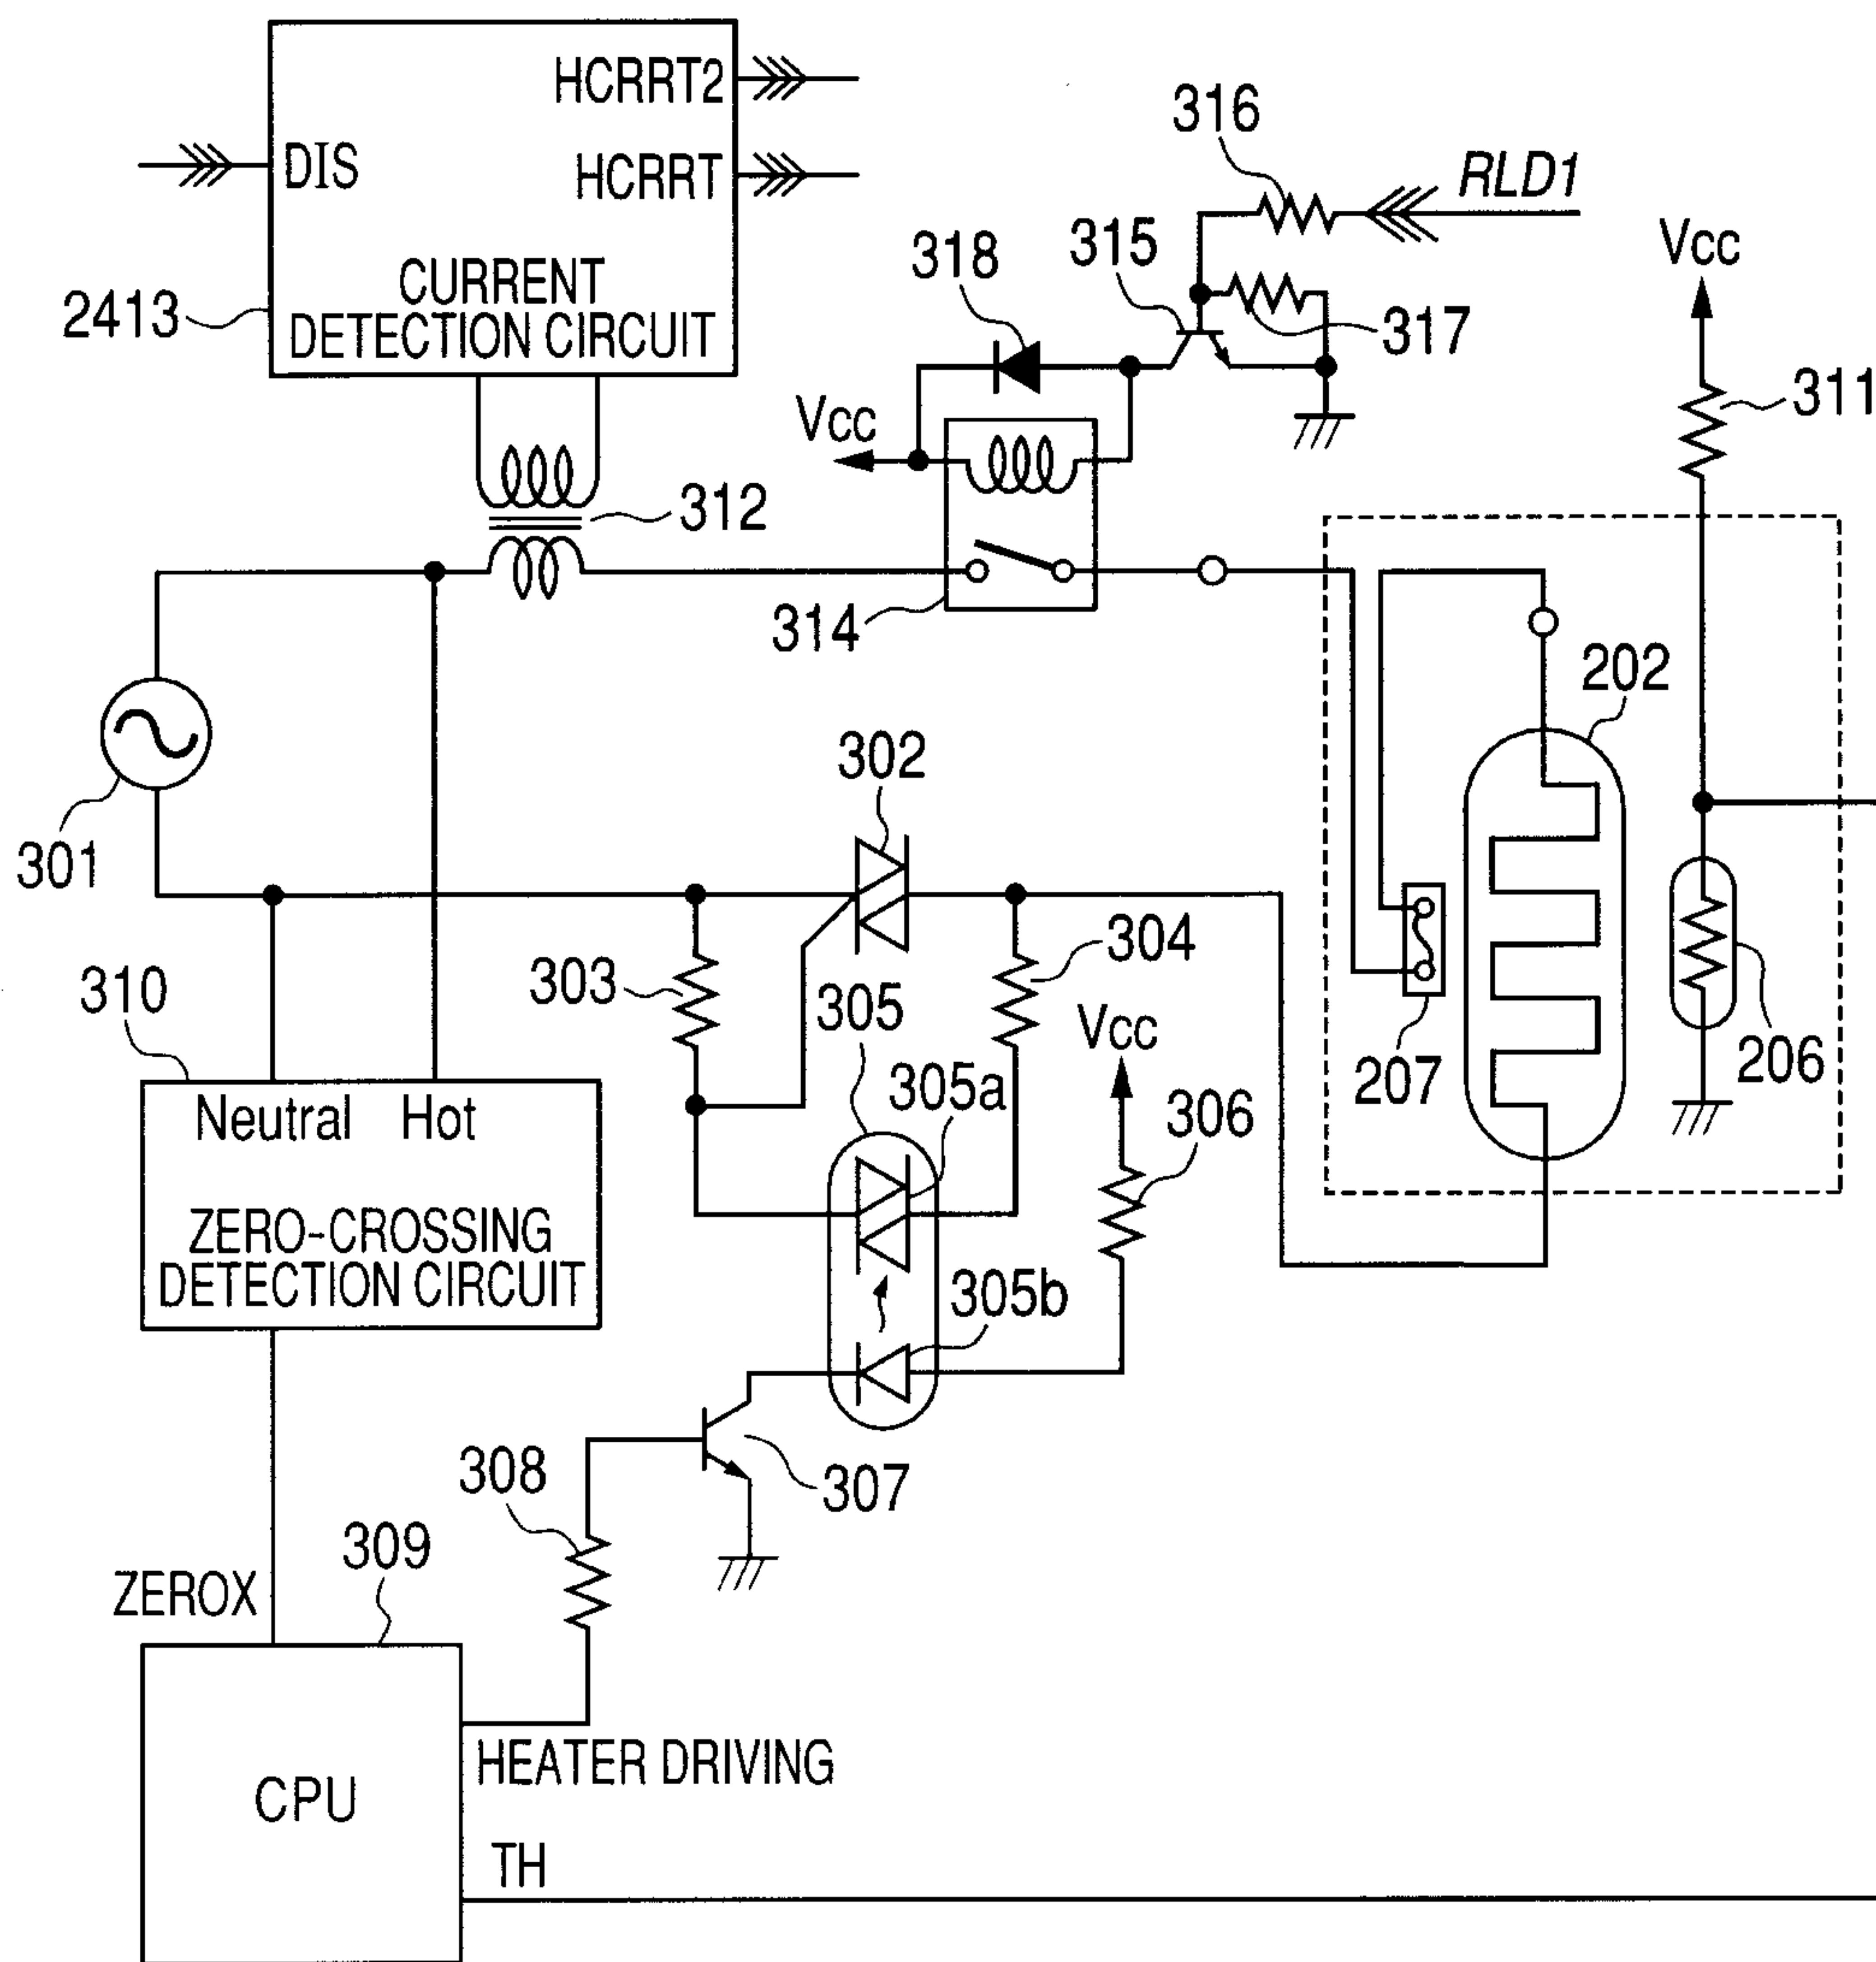 HCRRT2
DIS
HCRRT
CURRENT
DETECTION CIRCUIT
2413
316
RLD1
315
318
317
Vcc
311
Vcc
312
314
202
301
302
303
304
305
310
Vcc
305a
306
207
206
Neutral Hot
ZERO-CROSSING
DETECTION CIRCUIT
305b
308
307
309
ZEROX
HEATER DRIVING
CPU
TH